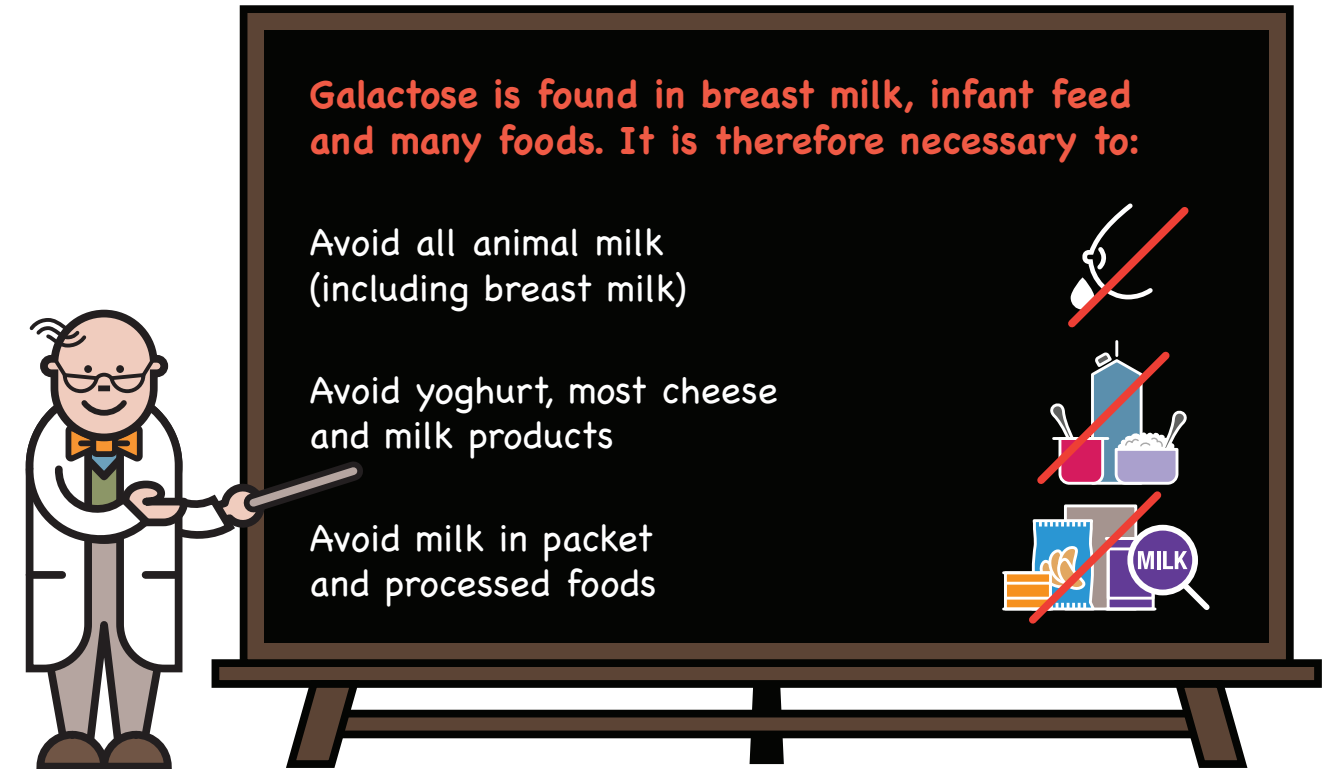 Galactose is found in breast milk, infant feed
and many foods. It is therefore necessary to:
Avoid all animal milk
(including breast milk)
Avoid yoghurt, most cheese
and milk products
Avoid milk in packet
and processed foods
MILK